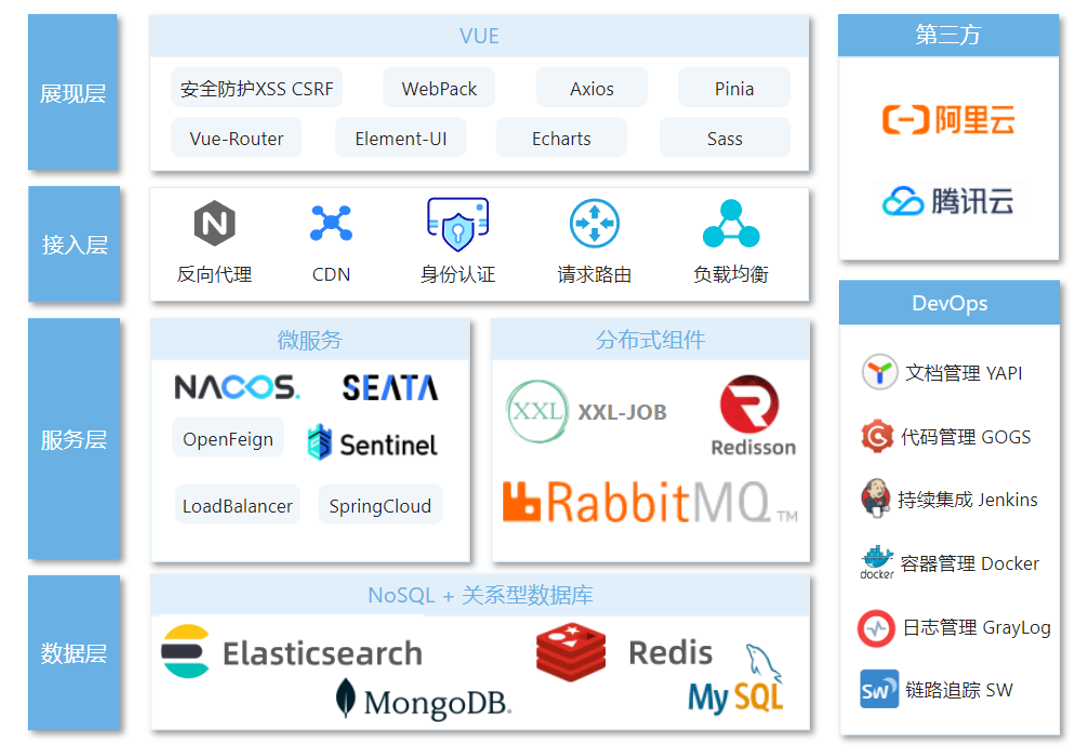 展现层
VUE
安全防护XSS CSRF
WebPack
Axios
Pinia
Vue-Router
Element-UI
Echarts
Sass
接入层
N
反向代理
CDN
身份认证
请求路由
负载均衡
服务层
微服务
NACOS.
SEATA
OpenFeign
Sentinel
LoadBalancer
SpringCloud
分布式组件
XXL
XXL-JOB
R
Redisson
RabbitMQ TM
数据层
NoSQL + 关系型数据库
Elasticsearch
Redis
MongoDB.
MySQL
第三方
阿里云
腾讯云
DevOps
文档管理 YAPI
代码管理 GOGS
持续集成 Jenkins
docker
容器管理 Docker
日志管理 GrayLog
SW
链路追踪 SW